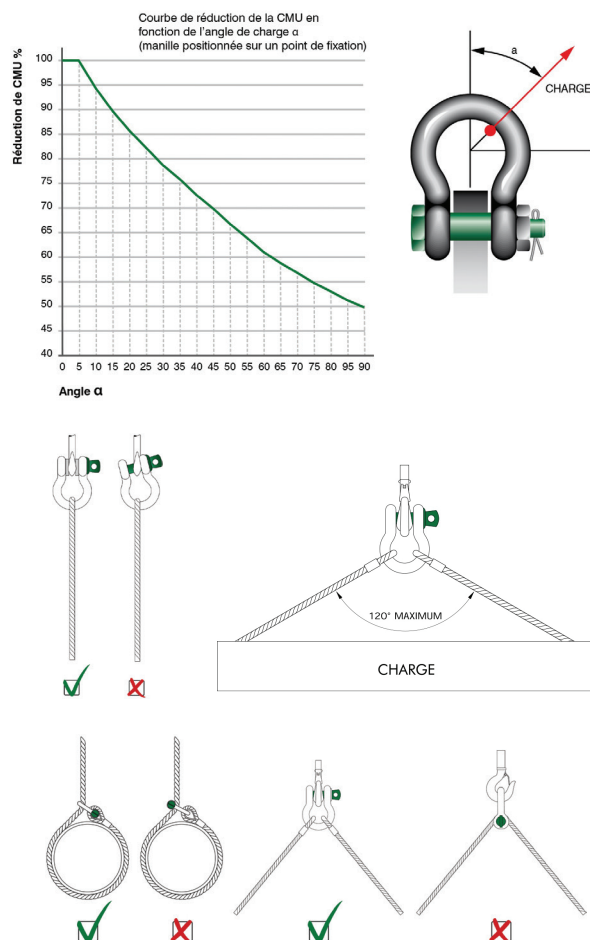 Courbe de réduction de la CMU en
fonction de l'angle de charge α
(manille positionnée sur un point de fixation)
Réduction de CMU %
100
95
90
85
80
75
70
65
60
55
50
45
40
0 5 10 15 20 25 30 35 40 45 50 55 60 65 70 75 80 85 90
Angle α
a
CHARGE
120° MAXIMUM
CHARGE